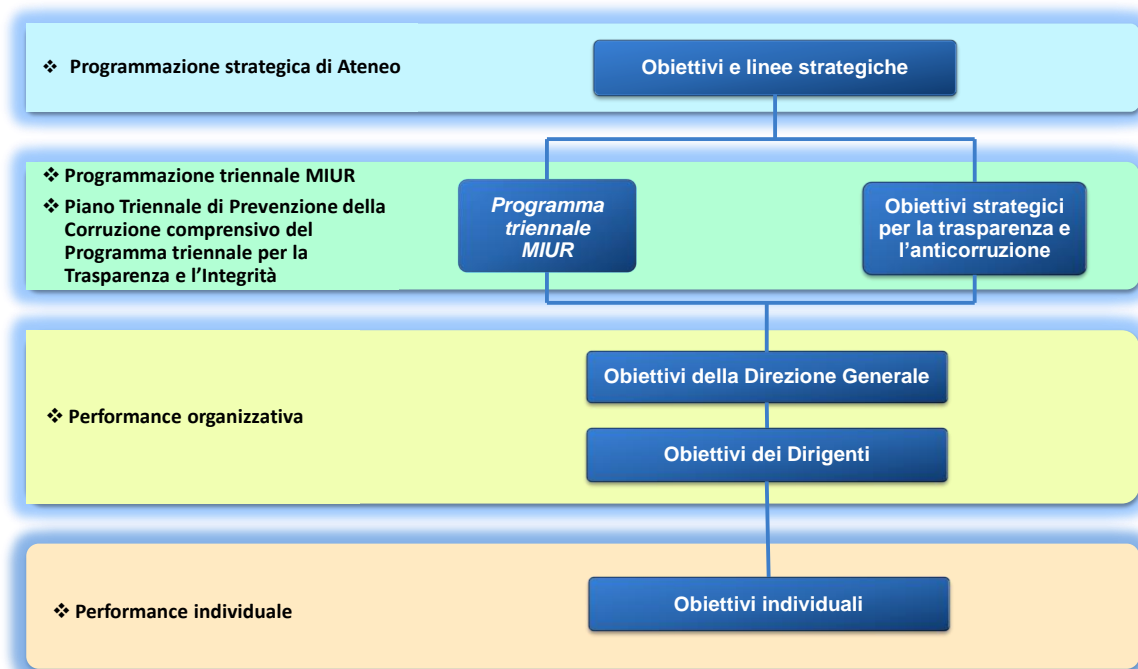 ❖ Programmazione strategica di Ateneo
Obiettivi e linee strategiche
❖ Programmazione triennale MIUR
❖ Piano Triennale di Prevenzione della
Corruzione comprensivo del
Programma triennale per la
Trasparenza e l’Integrità
Programma
triennale
MIUR
Obiettivi strategici
per la trasparenza e
l’anticorruzione
❖ Performance organizzativa
Obiettivi della Direzione Generale
Obiettivi dei Dirigenti
❖ Performance individuale
Obiettivi individuali